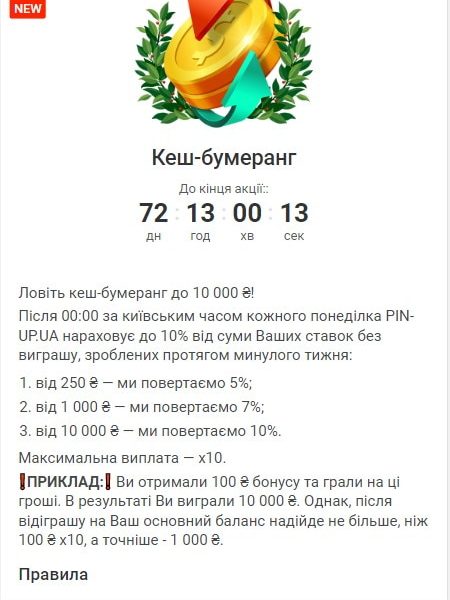 NEW
Кеш-бумеранг
До кінця акції::
72 : 13 : 00 : 13
дн год хв сек
Ловіть кеш-бумеранг до 10 000 ₴!
Після 00:00 за київським часом кожного понеділка PIN-
UP.UA нараховує до 10% від суми Ваших ставок без
виграшу, зроблених протягом минулого тижня:
1. від 250 ₴ — ми повертаємо 5%;
2. від 1 000 ₴ — ми повертаємо 7%;
3. від 10 000 ₴ — ми повертаємо 10%.
Максимальна виплата — х10.
❗ПРИКЛАД:❗ Ви отримали 100 ₴ бонусу та грали на ці
гроші. В результаті Ви виграли 10 000 ₴. Однак, після
відіграшу на Ваш основний баланс надійде не більше, ніж
100 ₴ х10, а точніше - 1 000 ₴.
Правила